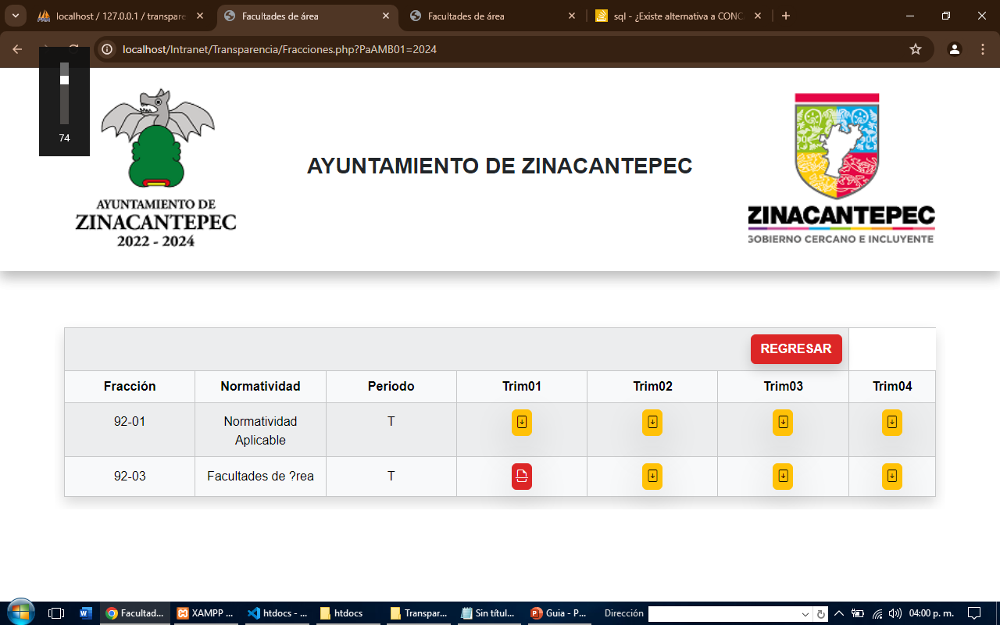 localhost / 127.0.0.1 / transpare
Facultades de área
Facultades de área
sql - ¿Existe alternativa a CONC
localhost/Intranet/Transparencia/Fracciones.php?PaAMB01=2024
74
AYUNTAMIENTO DE
ZINACANTEPEC
2022 - 2024
AYUNTAMIENTO DE ZINACANTEPEC
ZINACANTEPEC
GOBIERNO CERCANO E INCLUYENTE
REGRESAR
Fracción Normatividad Periodo Trim01 Trim02 Trim03 Trim04
92-01 Normatividad Aplicable T
92-03 Facultades de ?rea T
Facultad... XAMPP ... htdocs - ... htdocs Transpar... Sin títul... Guia - P... Dirección 04:00 p. m.